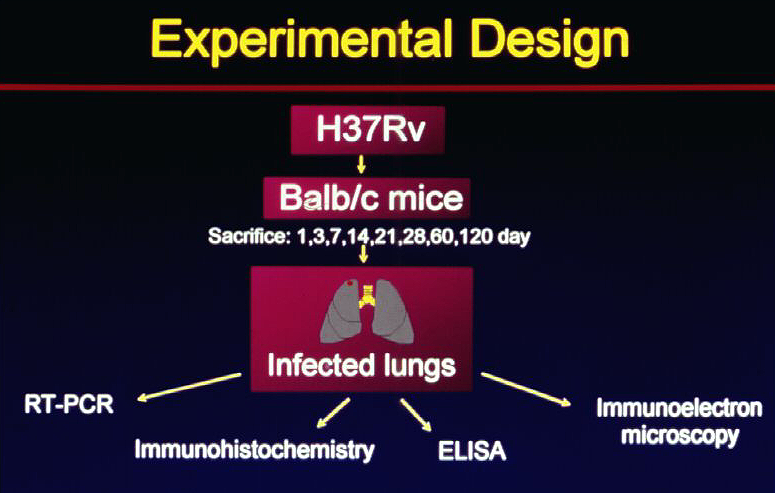 Experimental Design
H37Rv
Balb/c mice
Sacrifice: 1,3,7,14,21,28,60,120 day
Infected lungs
RT-PCR
Immunohistochemistry
ELISA
Immunoelectron
microscopy